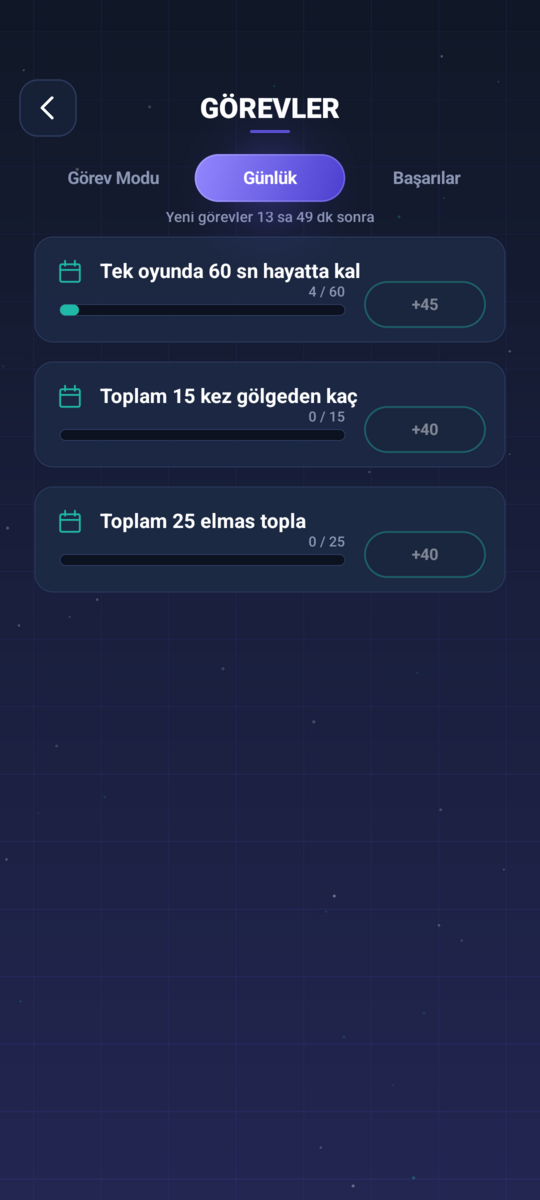 GÖREVLER
Görev Modu
Günlük
Başarılar
Yeni görevler 13 sa 49 dk sonra
Tek oyunda 60 sn hayatta kal
4 / 60
+45
Toplam 15 kez gölgeden kaç
0 / 15
+40
Toplam 25 elmas topla
0 / 25
+40